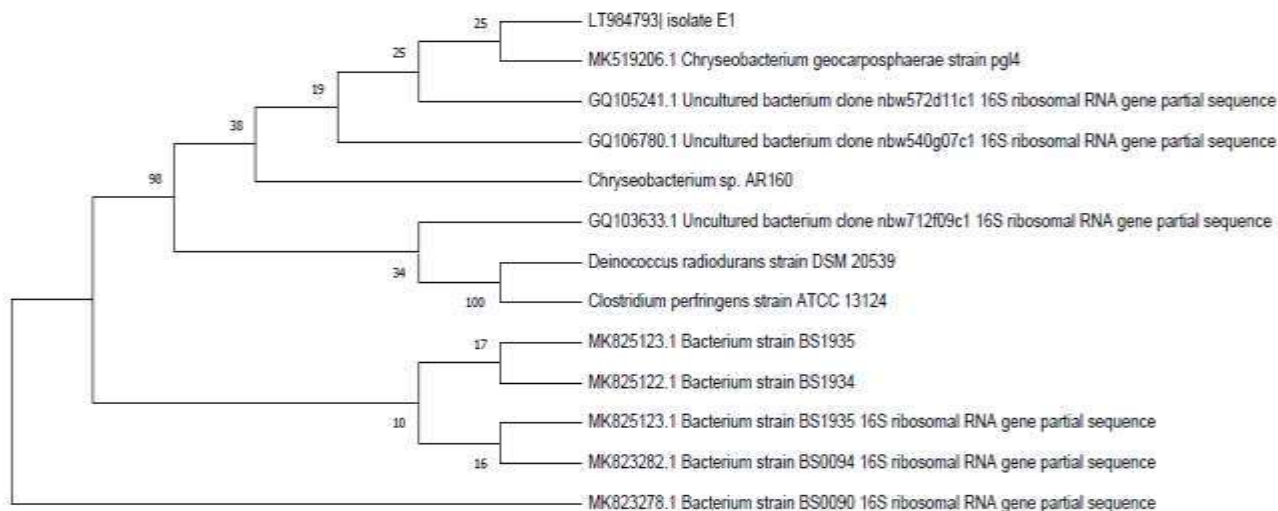 25
LT984793| isolate E1
25
MK519206.1 Chryseobacterium geocarposphaerae strain pgl4
19
GQ105241.1 Uncultured bacterium clone nbw572d11c1 16S ribosomal RNA gene partial sequence
38
GQ106780.1 Uncultured bacterium clone nbw540g07c1 16S ribosomal RNA gene partial sequence
98
Chryseobacterium sp. AR160
GQ103633.1 Uncultured bacterium clone nbw712f09c1 16S ribosomal RNA gene partial sequence
34
Deinococcus radiodurans strain DSM 20539
100
Clostridium perfringens strain ATCC 13124
17
MK825123.1 Bacterium strain BS1935
MK825122.1 Bacterium strain BS1934
10
MK825123.1 Bacterium strain BS1935 16S ribosomal RNA gene partial sequence
16
MK823282.1 Bacterium strain BS0094 16S ribosomal RNA gene partial sequence
MK823278.1 Bacterium strain BS0090 16S ribosomal RNA gene partial sequence